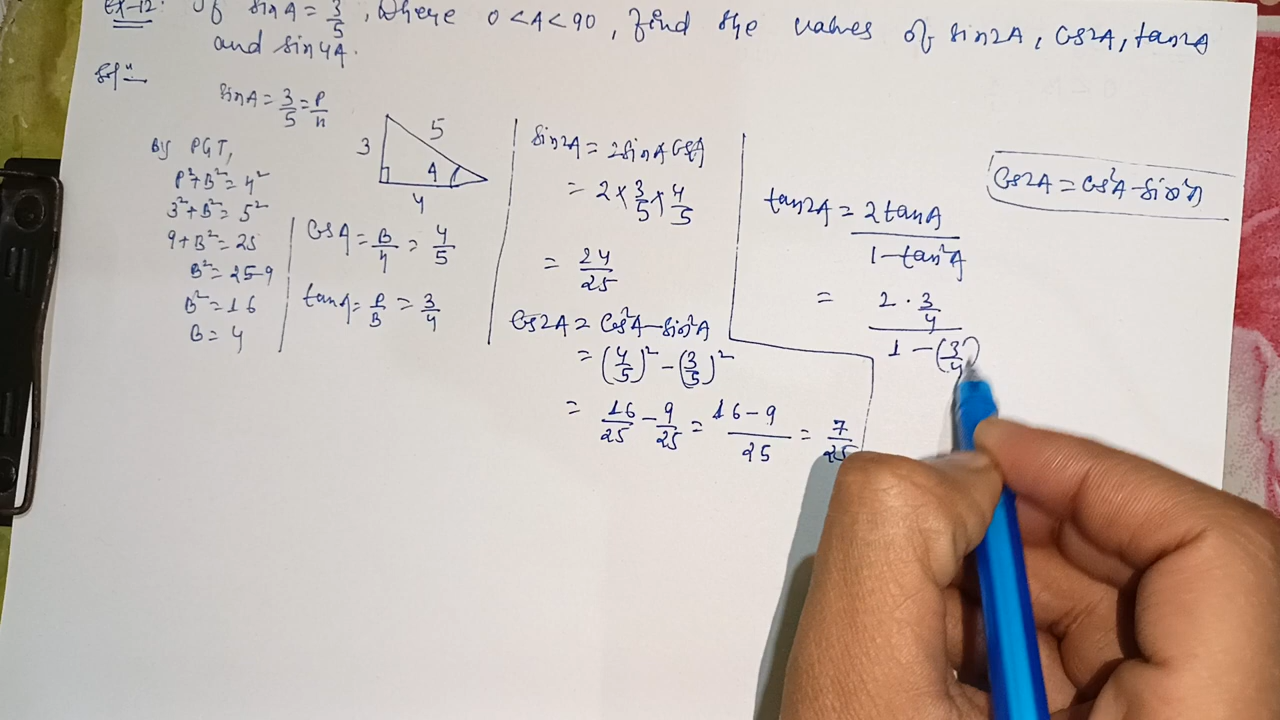 Ex-12: If sinA = 3/5, where 0<A<90, find the values of sin2A, cos2A, tan2A
and sin4A.
Solⁿ
sinA = 3/5 = P/h
By PGT,
P²+B² = h²
3²+B² = 5²
9+B² = 25
B² = 25-9
B² = 16
B = 4
3
5
A
4
cosA = B/h = 4/5
tanA = P/B = 3/4
sin2A = 2sinA cosA
= 2 × 3/5 × 4/5
= 24/25
cos2A = cos²A - sin²A
= (4/5)² - (3/5)²
= 16/25 - 9/25 = 16-9/25 = 7/25
tan2A = 2tanA / 1-tan²A
= 2 · 3/4 / 1-(3/4)
cos2A = cos²A - sin²A